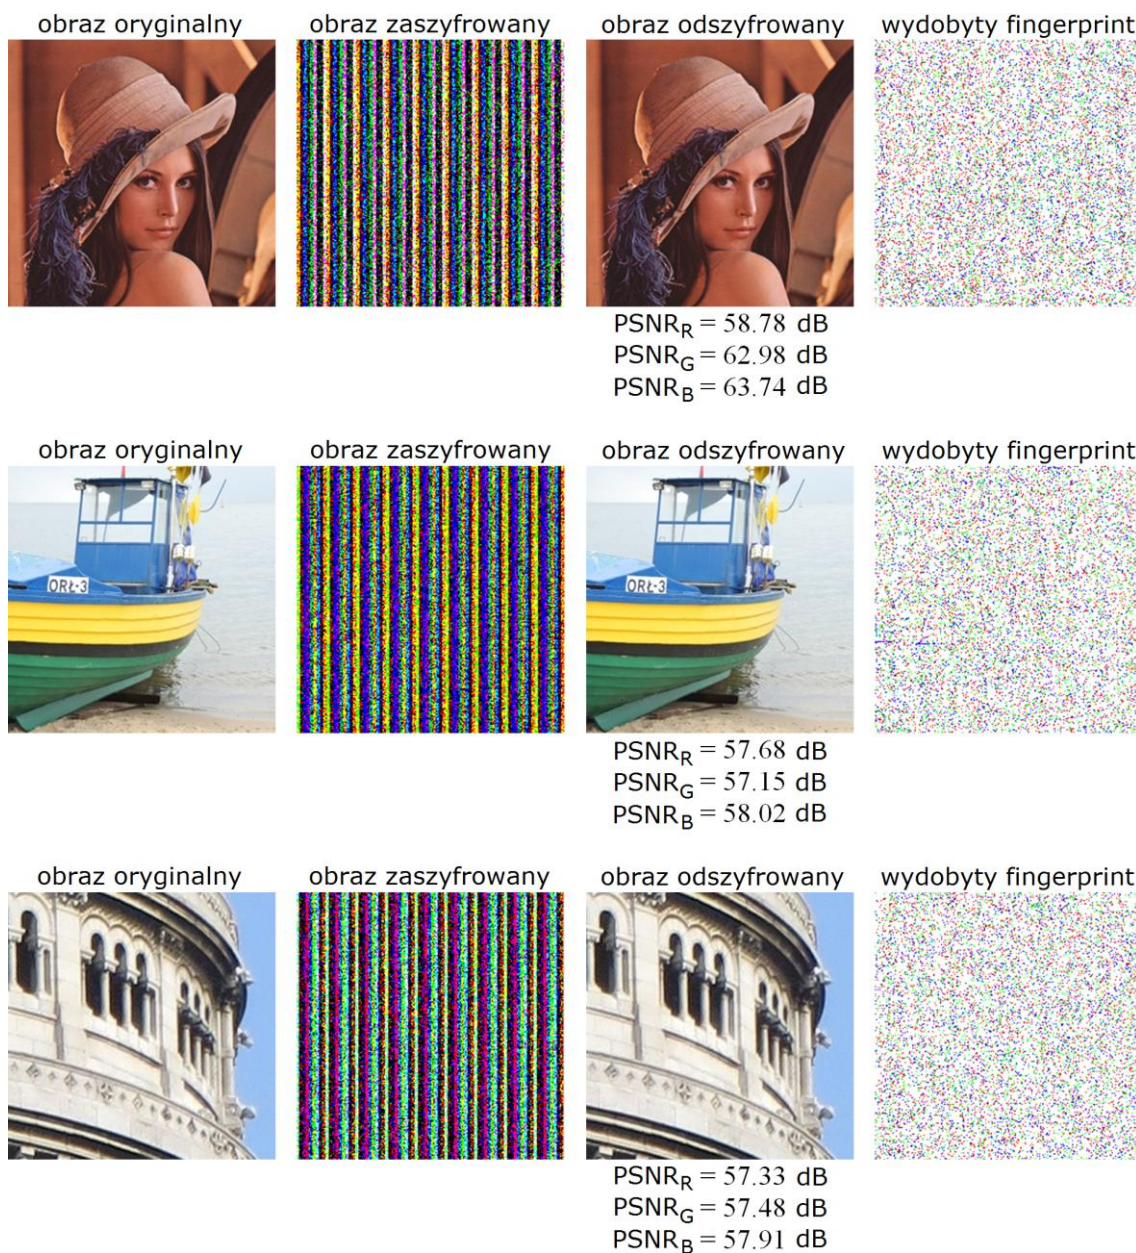 obraz oryginalny obraz zaszyfrowany obraz odszyfrowany wydobyty fingerprint
PSNR_R = 58.78 dB
PSNR_G = 62.98 dB
PSNR_B = 63.74 dB
obraz oryginalny obraz zaszyfrowany obraz odszyfrowany wydobyty fingerprint
ORŁ-3 ORŁ-3
PSNR_R = 57.68 dB
PSNR_G = 57.15 dB
PSNR_B = 58.02 dB
obraz oryginalny obraz zaszyfrowany obraz odszyfrowany wydobyty fingerprint
PSNR_R = 57.33 dB
PSNR_G = 57.48 dB
PSNR_B = 57.91 dB